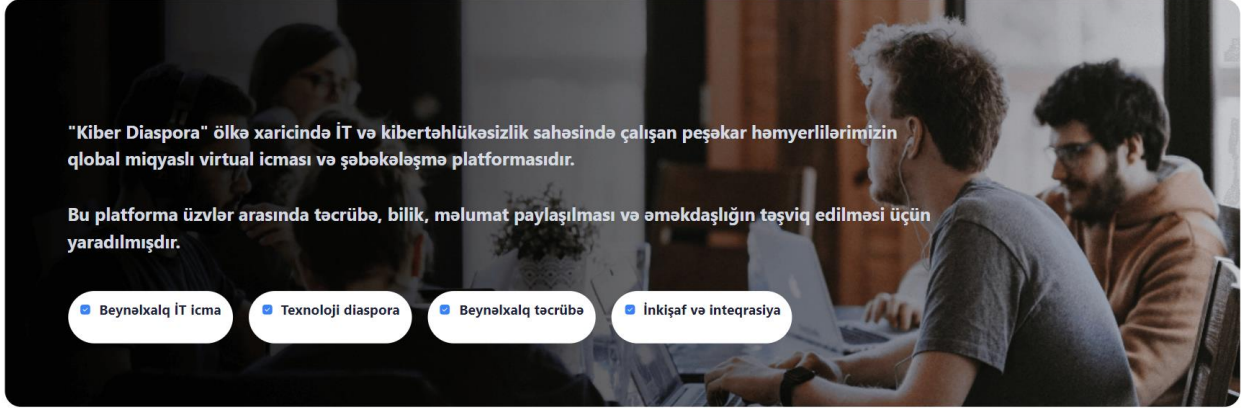 "Kiber Diaspora" ölkə xaricində İT və kibertəhlükəsizlik sahəsində çalışan peşəkar həmyerlilərimizin
qlobal miqyaslı virtual icması və şəbəkələşmə platformasıdır.
Bu platforma üzvlər arasında təcrübə, bilik, məlumat paylaşılması və əməkdaşlığın təşviq edilməsi üçün
yaradılmışdır.
Beynəlxalq İT icma
Texnoloji diaspora
Beynəlxalq təcrübə
İnkişaf və inteqrasiya